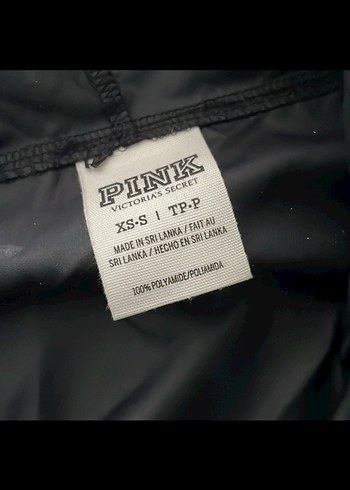 PINK
VICTORIA'S SECRET
XS-S | TP-P
MADE IN SRI LANKA / FAIT AU
SRI LANKA / HECHO EN SRI LANKA
100% POLYAMIDE/POLIAMIDA